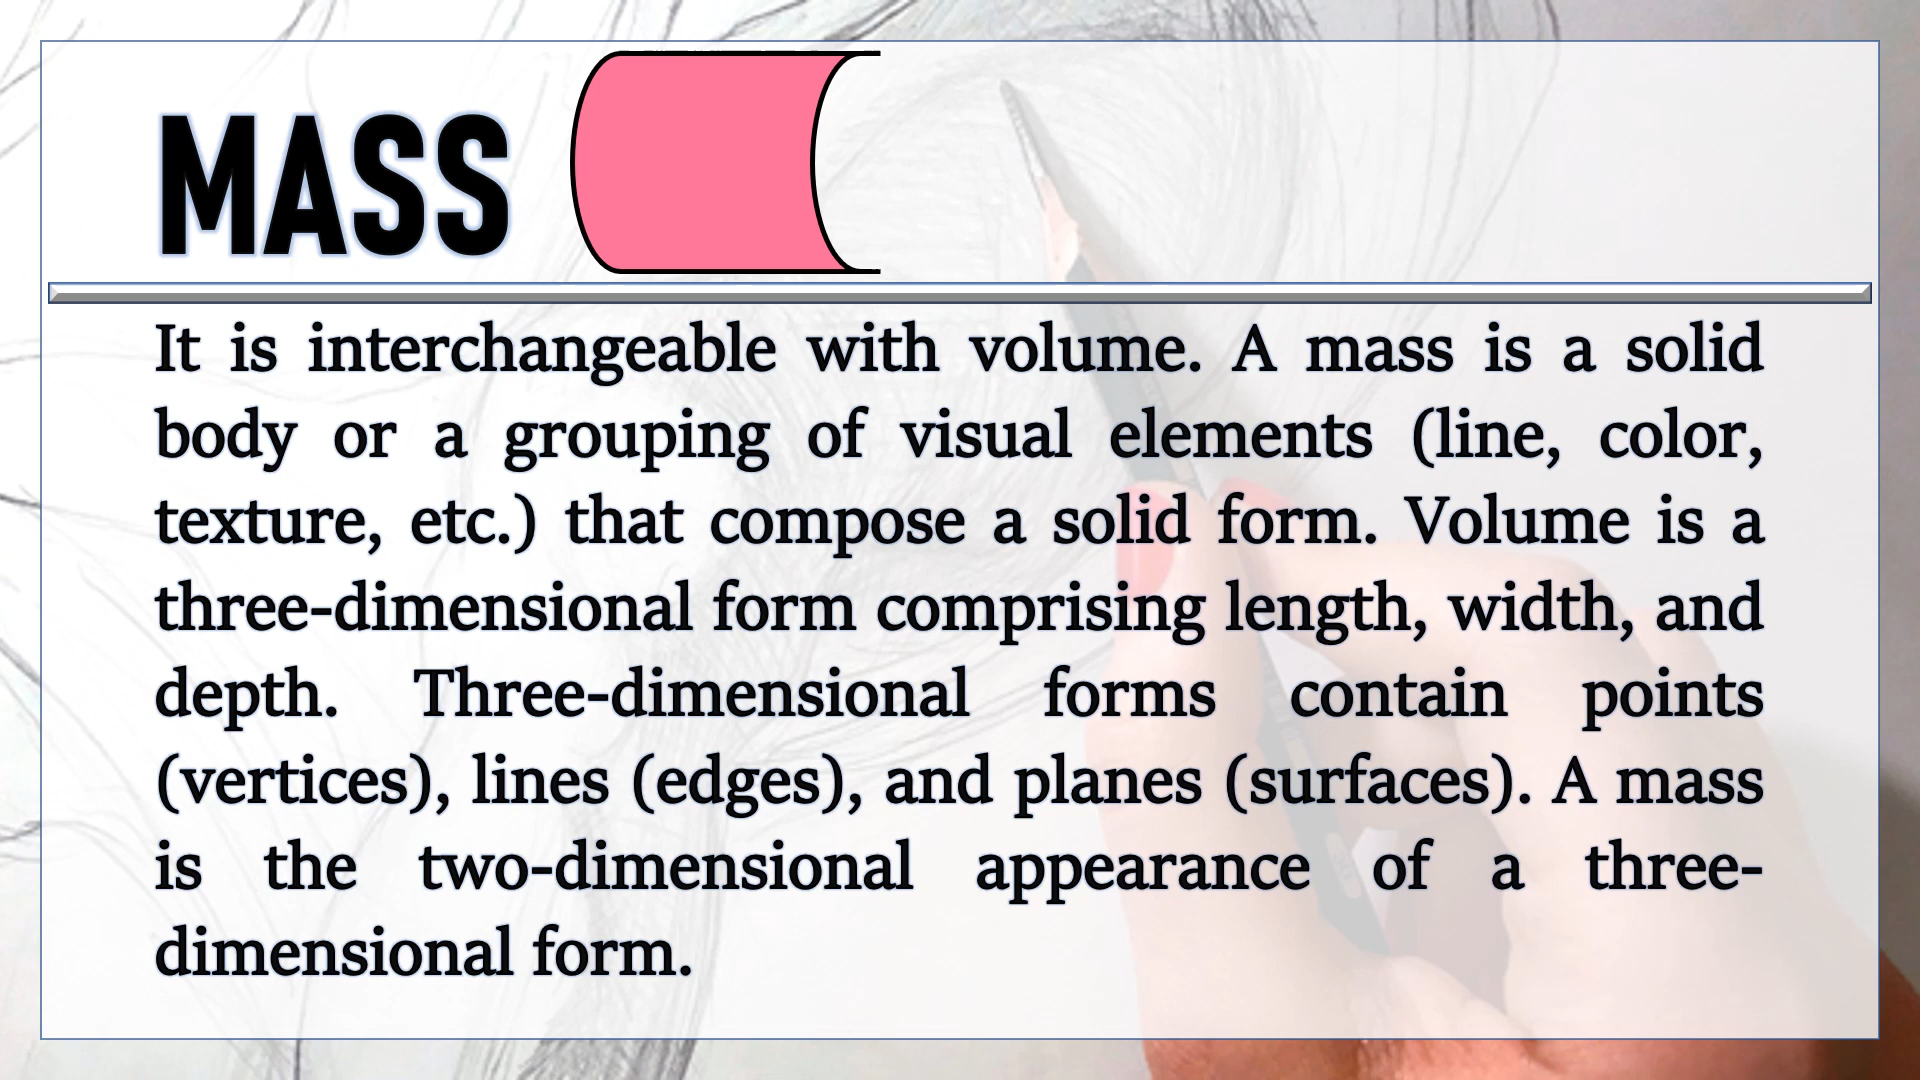 MASS
It is interchangeable with volume. A mass is a solid
body or a grouping of visual elements (line, color,
texture, etc.) that compose a solid form. Volume is a
three-dimensional form comprising length, width, and
depth. Three-dimensional forms contain points
(vertices), lines (edges), and planes (surfaces). A mass
is the two-dimensional appearance of a three-
dimensional form.